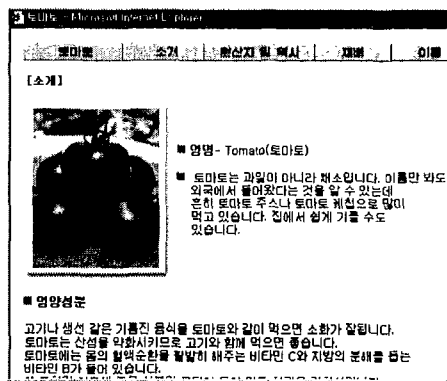 토마토 - Microsoft Internet Explorer
토마토 소개 원산지 및 역사 재배 이름
[소개]
■ 영명- Tomato(토마토)
■ 토마토는 과일이 아니라 채소입니다. 이름만 봐도
외국에서 들어왔다는 것을 알 수 있는데
흔히 토마토 주스나 토마토 케첩으로 많이
먹고 있습니다. 집에서 쉽게 기를 수도
있습니다.
■ 영양성분
고기나 생선 같은 기름진 음식을 토마토와 같이 먹으면 소화가 잘됩니다.
토마토는 산성을 약화시키므로 고기와 함께 먹으면 좋습니다.
토마토에는 몸의 혈액순환을 활발히 해주는 비타민 C와 지방의 분해를 돕는
비타민 B가 들어 있습니다.